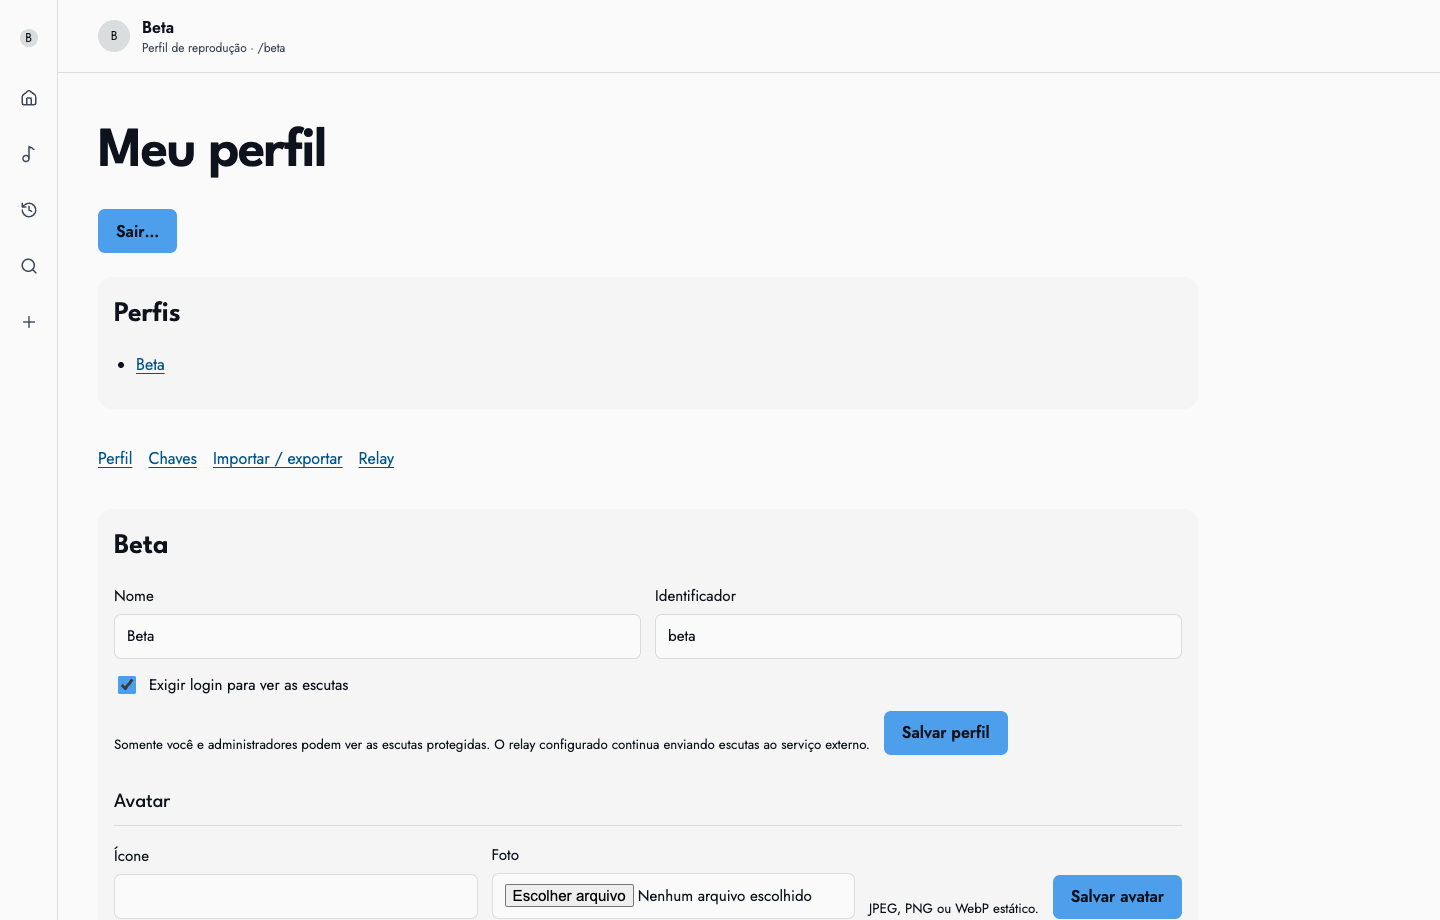 B
B
Beta
Perfil de reprodução · /beta
Meu perfil
Sair...
Perfis
Beta
Perfil Chaves Importar / exportar Relay
Beta
Nome Identificador
Beta beta
Exigir login para ver as escutas
Somente você e administradores podem ver as escutas protegidas. O relay configurado continua enviando escutas ao serviço externo. Salvar perfil
Avatar
Ícone Foto
Escolher arquivo Nenhum arquivo escolhido JPEG, PNG ou WebP estático. Salvar avatar